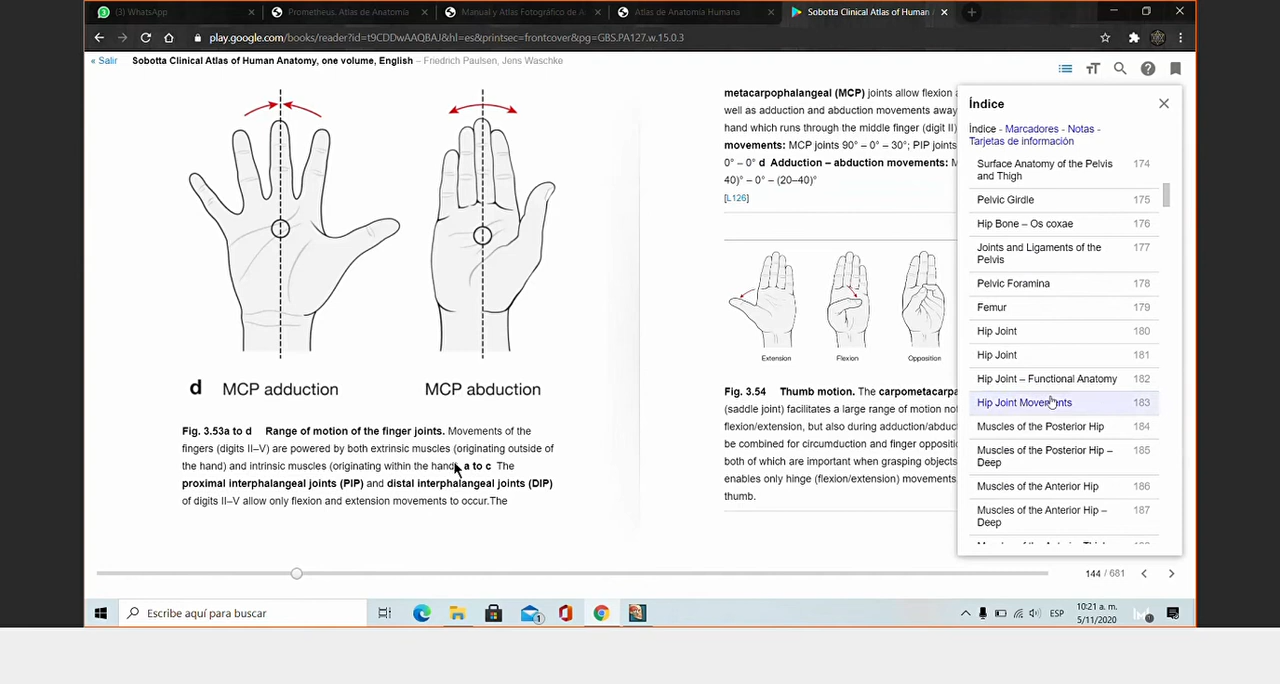 (3) WhatsApp
Prometheus. Atlas de Anatomía
Manual y Atlas Fotográfico de A
Atlas de Anatomía Humana
Sobotta Clinical Atlas of Human
play.google.com/books/reader?id=t9CDDwAAQBAJ&hl=es&printsec=frontcover&pg=GBS.PA127.w.15.0.3
« Salir
Sobotta Clinical Atlas of Human Anatomy, one volume, English – Friedrich Paulsen, Jens Waschke
d MCP adduction
MCP abduction
Fig. 3.53a to d Range of motion of the finger joints. Movements of the
fingers (digits II–V) are powered by both extrinsic muscles (originating outside of
the hand) and intrinsic muscles (originating within the hand). a to c The
proximal interphalangeal joints (PIP) and distal interphalangeal joints (DIP)
of digits II–V allow only flexion and extension movements to occur.The
metacarpophalangeal (MCP) joints allow flexion
well as adduction and abduction movements away
hand which runs through the middle finger (digit II)
movements: MCP joints 90° – 0° – 30°; PIP joints
0° – 0° d Adduction – abduction movements: M
40)° – 0° – (20–40)°
[L126]
Extension
Flexion
Opposition
Fig. 3.54 Thumb motion. The carpometacarpa
(saddle joint) facilitates a large range of motion not
flexion/extension, but also during adduction/abduct
be combined for circumduction and finger opposition
both of which are important when grasping objects
enables only hinge (flexion/extension) movements
thumb.
Índice
Índice - Marcadores - Notas -
Tarjetas de información
Surface Anatomy of the Pelvis 174
and Thigh
Pelvic Girdle 175
Hip Bone – Os coxae 176
Joints and Ligaments of the 177
Pelvis
Pelvic Foramina 178
Femur 179
Hip Joint 180
Hip Joint 181
Hip Joint – Functional Anatomy 182
Hip Joint Movements 183
Muscles of the Posterior Hip 184
Muscles of the Posterior Hip – 185
Deep
Muscles of the Anterior Hip 186
Muscles of the Anterior Hip – 187
Deep
144 / 681
Escribe aquí para buscar
1
ESP
10:21 a. m.
5/11/2020
1